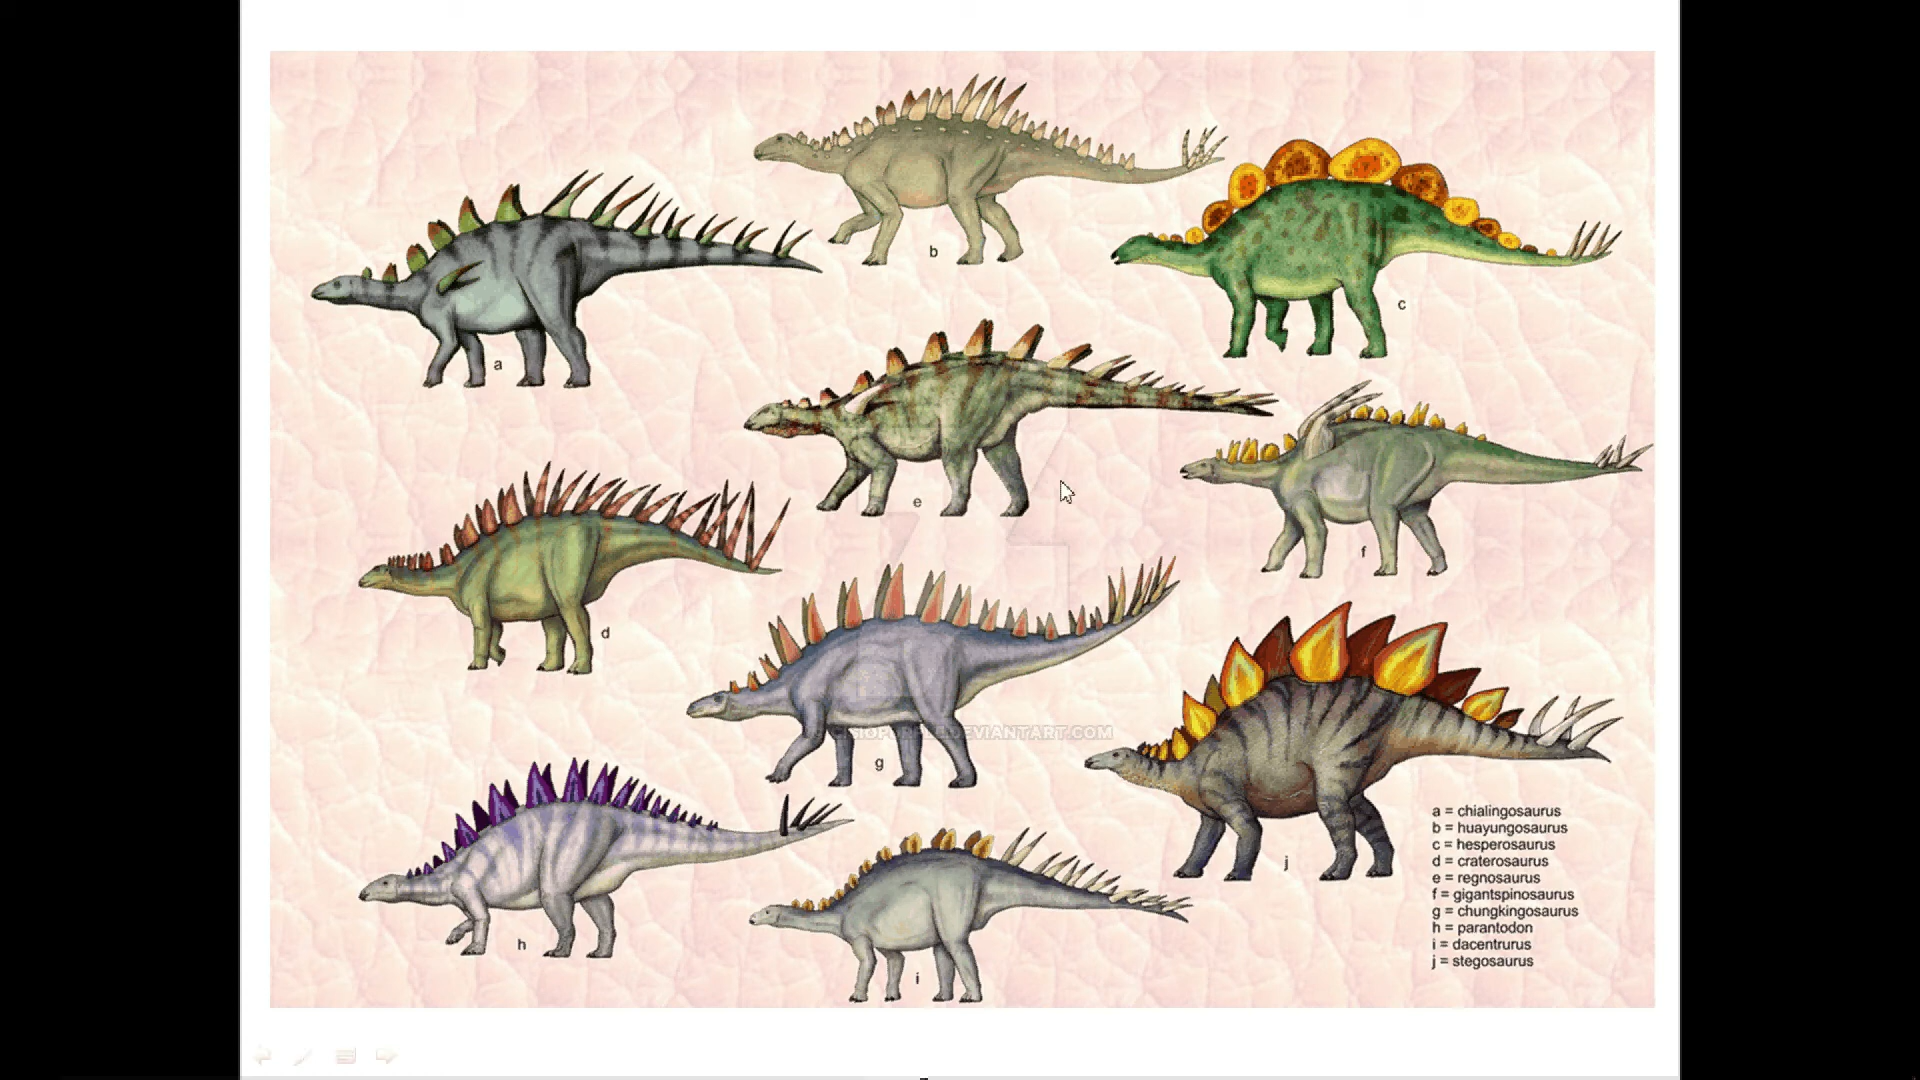 b
c
a
e
f
d
g
j
h
i
a = chialingosaurus
b = huayungosaurus
c = hesperosaurus
d = craterosaurus
e = regnosaurus
f = gigantspinosaurus
g = chungkingosaurus
h = parantodon
i = dacentrurus
j = stegosaurus